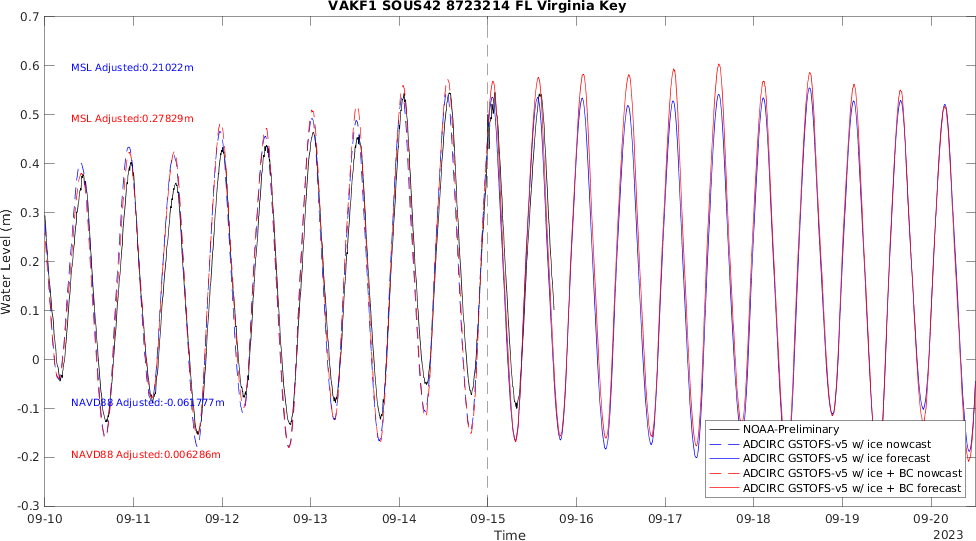 VAKF1 SOUS42 8723214 FL Virginia Key
0.7
0.6
0.5
0.4
0.3
0.2
0.1
0
-0.1
-0.2
-0.3
Water Level (m)
MSL Adjusted:0.21022m
MSL Adjusted:0.27829m
NAVD88 Adjusted:-0.061777m
NAVD88 Adjusted:0.006286m
NOAA-Preliminary
ADCIRC GSTOFS-v5 w/ ice nowcast
ADCIRC GSTOFS-v5 w/ ice forecast
ADCIRC GSTOFS-v5 w/ ice + BC nowcast
ADCIRC GSTOFS-v5 w/ ice + BC forecast
09-10 09-11 09-12 09-13 09-14 09-15 09-16 09-17 09-18 09-19 09-20
Time
2023